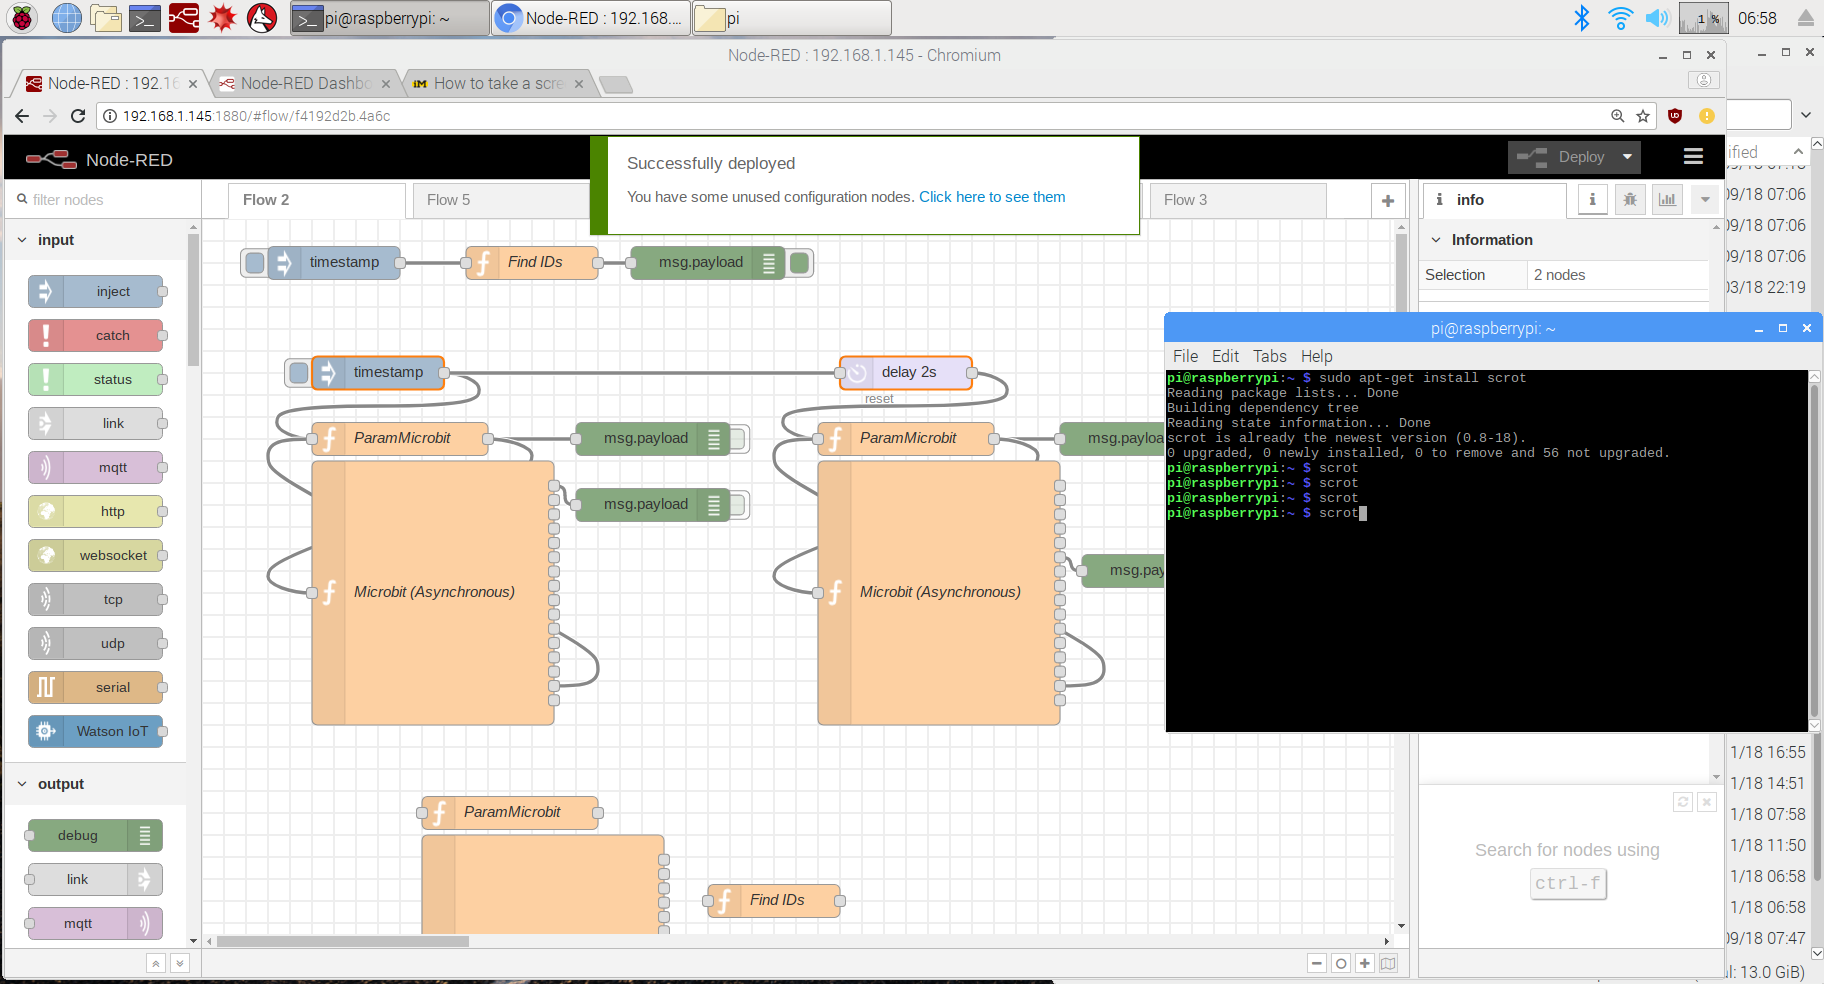 pi@raspberrypi: ~
Node-RED : 192.168....
pi
1 %
06:58
Node-RED : 192.168.1.145 - Chromium
Node-RED : 192.16
Node-RED Dashbo
How to take a scre
192.168.1.145:1880/#flow/f4192d2b.4a6c
Node-RED
Successfully deployed
You have some unused configuration nodes. Click here to see them
Deploy
filter nodes
Flow 2
Flow 5
Flow 3
info
input
inject
catch
status
link
mqtt
http
websocket
tcp
udp
serial
Watson IoT
output
debug
link
mqtt
timestamp
Find IDs
msg.payload
timestamp
delay 2s
reset
ParamMicrobit
msg.payload
ParamMicrobit
msg.payloa
msg.payload
Microbit (Asynchronous)
Microbit (Asynchronous)
msg.pay
ParamMicrobit
Find IDs
Information
Selection
2 nodes
Search for nodes using
ctrl-f
pi@raspberrypi: ~
File Edit Tabs Help
pi@raspberrypi:~ $ sudo apt-get install scrot
Reading package lists... Done
Building dependency tree
Reading state information... Done
scrot is already the newest version (0.8-18).
0 upgraded, 0 newly installed, 0 to remove and 56 not upgraded.
pi@raspberrypi:~ $ scrot
pi@raspberrypi:~ $ scrot
pi@raspberrypi:~ $ scrot
pi@raspberrypi:~ $ scrot
ified
09/18 07:06
09/18 07:06
09/18 07:06
03/18 22:19
1/18 16:55
1/18 14:51
1/18 07:58
1/18 11:50
1/18 06:58
1/18 06:58
09/18 07:47
l: 13.0 GiB)